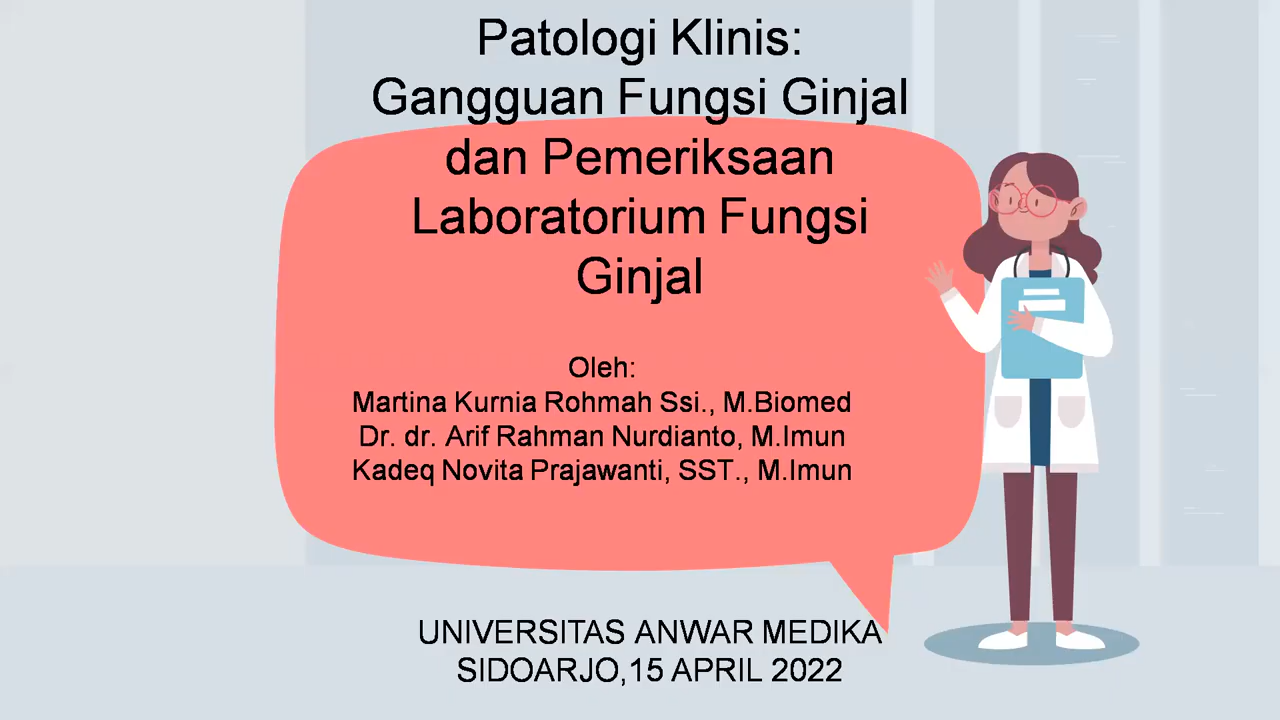 Patologi Klinis:
Gangguan Fungsi Ginjal
dan Pemeriksaan
Laboratorium Fungsi
Ginjal
Oleh:
Martina Kurnia Rohmah Ssi., M.Biomed
Dr. dr. Arif Rahman Nurdianto, M.Imun
Kadeq Novita Prajawanti, SST., M.Imun
UNIVERSITAS ANWAR MEDIKA
SIDOARJO,15 APRIL 2022